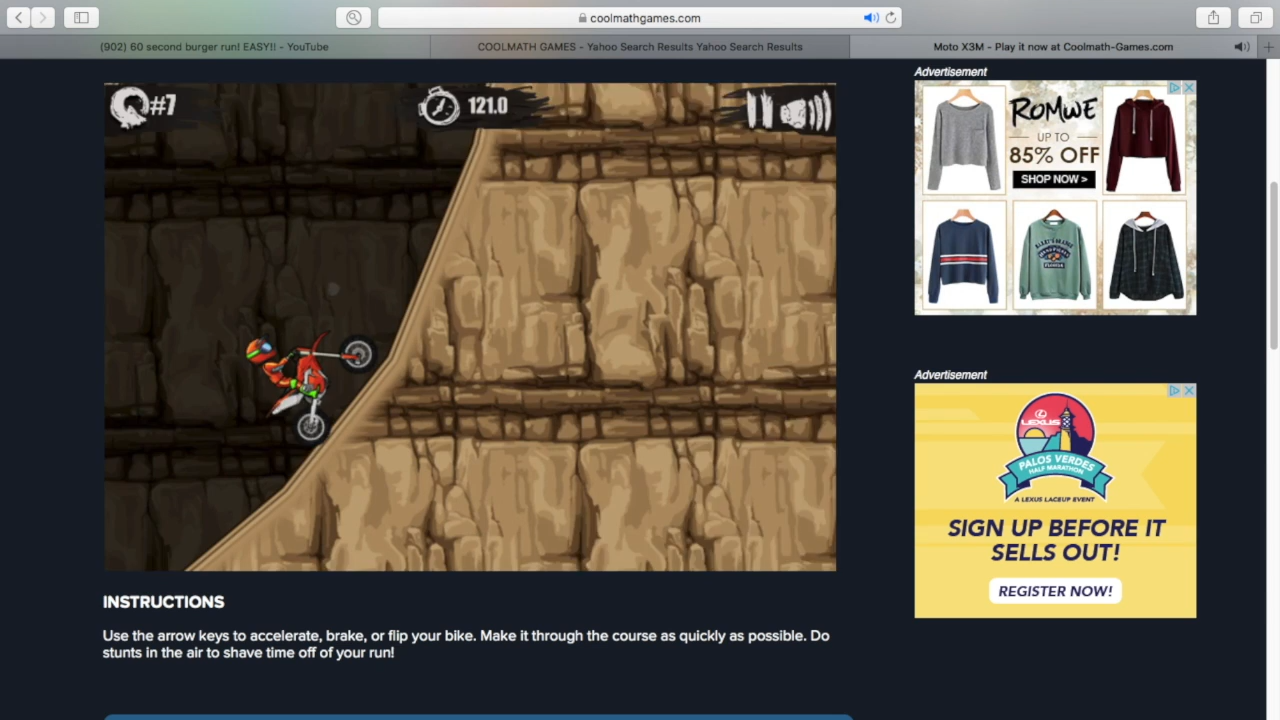 coolmathgames.com
(902) 60 second burger run! EASY!! - YouTube
COOLMATH GAMES - Yahoo Search Results Yahoo Search Results
Moto X3M - Play it now at Coolmath-Games.com
#7
121.0
Advertisement
ROMWE
UP TO
85% OFF
SHOP NOW >
Advertisement
LEXUS
PALOS VERDES
HALF MARATHON
A LEXUS LACEUP EVENT
SIGN UP BEFORE IT
SELLS OUT!
REGISTER NOW!
INSTRUCTIONS
Use the arrow keys to accelerate, brake, or flip your bike. Make it through the course as quickly as possible. Do
stunts in the air to shave time off of your run!